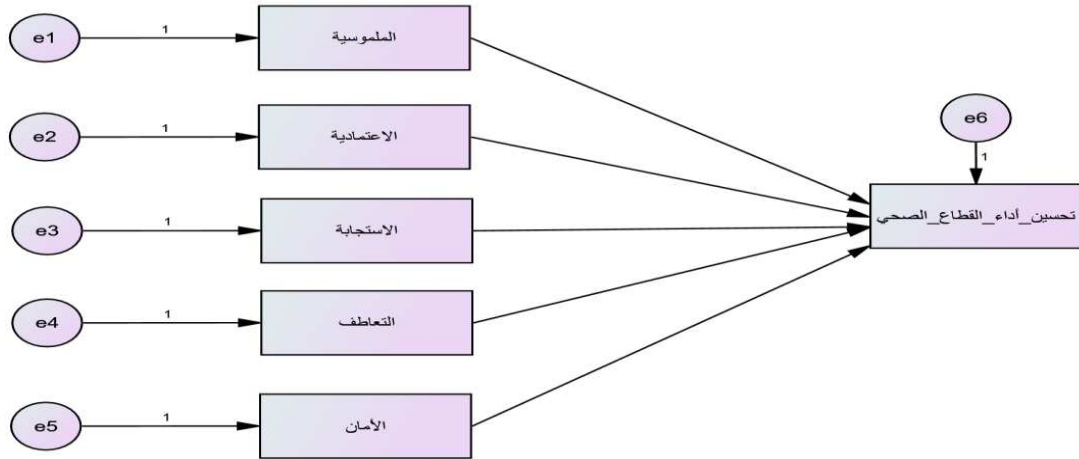 e1
1
الملموسية
e2
1
الاعتمادية
e3
1
الاستجابة
e4
1
التعاطف
e5
1
الأمان
e6
1
تحسين_أداء_القطاع_الصحي